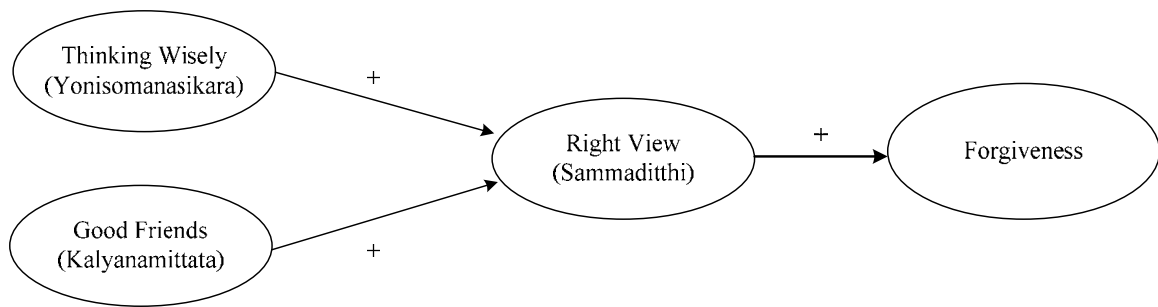 Thinking Wisely
(Yonisomanasikara)
+
Right View
(Sammaditthi)
+
Forgiveness
Good Friends
(Kalyanamittata)
+